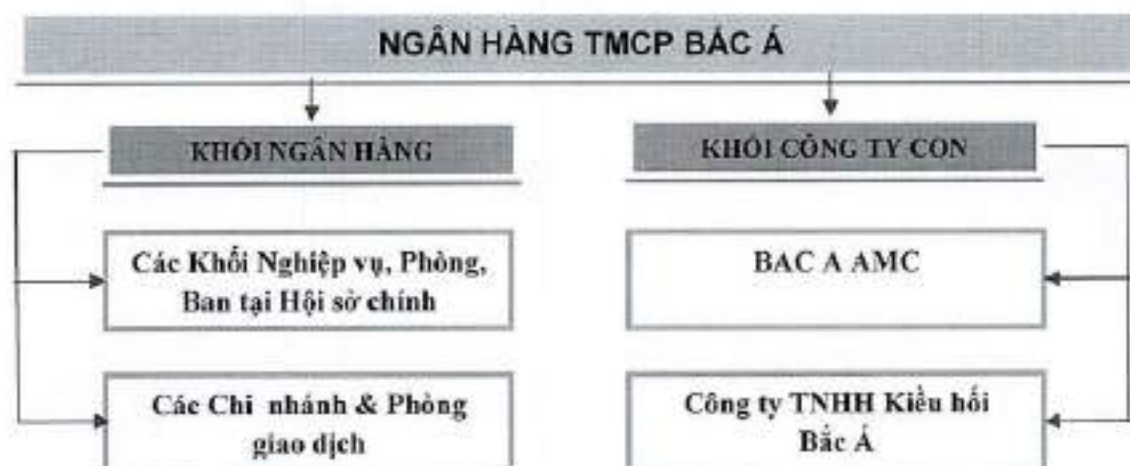 NGÂN HÀNG TMCP BẮC Á
KHỐI NGÂN HÀNG
KHỐI CÔNG TY CON
Các Khối Nghiệp vụ, Phòng,
Ban tại Hội sở chính
BAC A AMC
Các Chi nhánh & Phòng
giao dịch
Công ty TNHH Kiều hối
Bắc Á